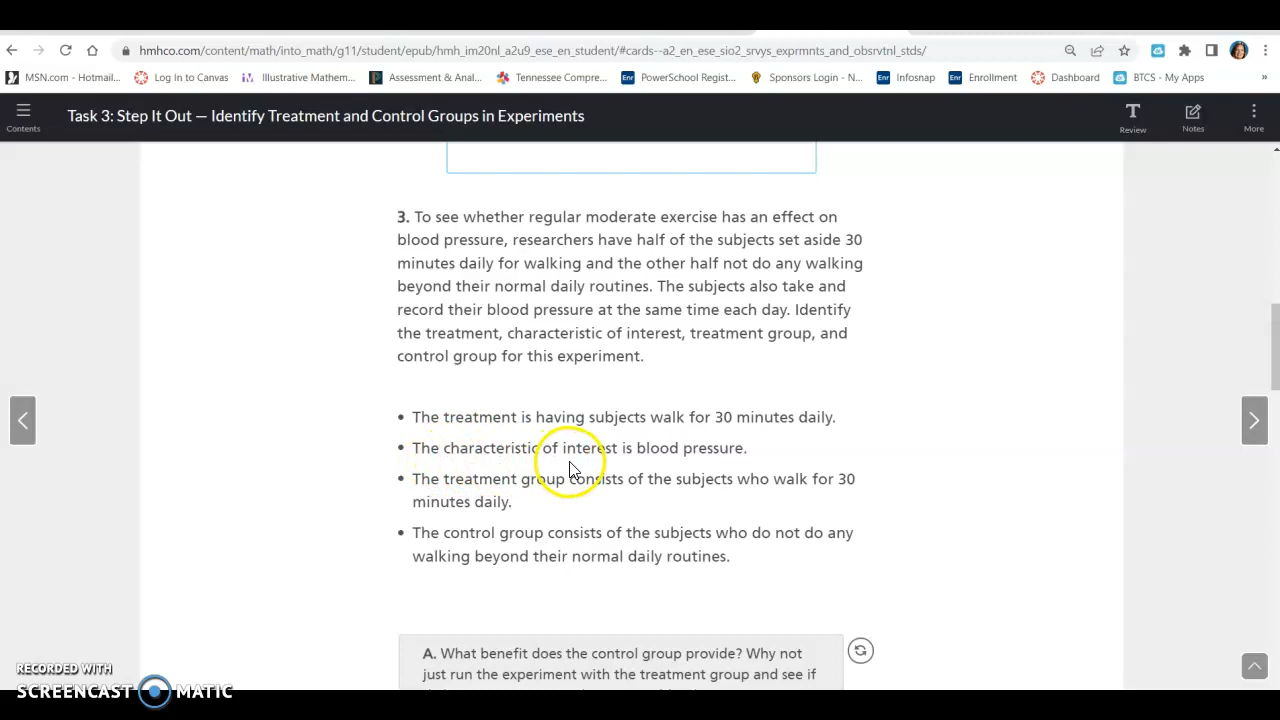 hmhco.com/content/math/into_math/g11/student/epub/hmh_im20nl_a2u9_ese_en_student/#cards--a2_en_ese_sio2_srvys_exprmnts_and_obsrvtnl_stds/
MSN.com - Hotmail... Log In to Canvas Illustrative Mathem... Assessment & Anal... Tennessee Compre... Enr PowerSchool Regist... Sponsors Login - N... Enr Infosnap Enr Enrollment Dashboard BTCS - My Apps »
Task 3: Step It Out — Identify Treatment and Control Groups in Experiments
Contents T Review Notes More
3. To see whether regular moderate exercise has an effect on
blood pressure, researchers have half of the subjects set aside 30
minutes daily for walking and the other half not do any walking
beyond their normal daily routines. The subjects also take and
record their blood pressure at the same time each day. Identify
the treatment, characteristic of interest, treatment group, and
control group for this experiment.
• The treatment is having subjects walk for 30 minutes daily.
• The characteristic of interest is blood pressure.
• The treatment group consists of the subjects who walk for 30
minutes daily.
• The control group consists of the subjects who do not do any
walking beyond their normal daily routines.
A. What benefit does the control group provide? Why not
just run the experiment with the treatment group and see if
RECORDED WITH
SCREENCAST MATIC